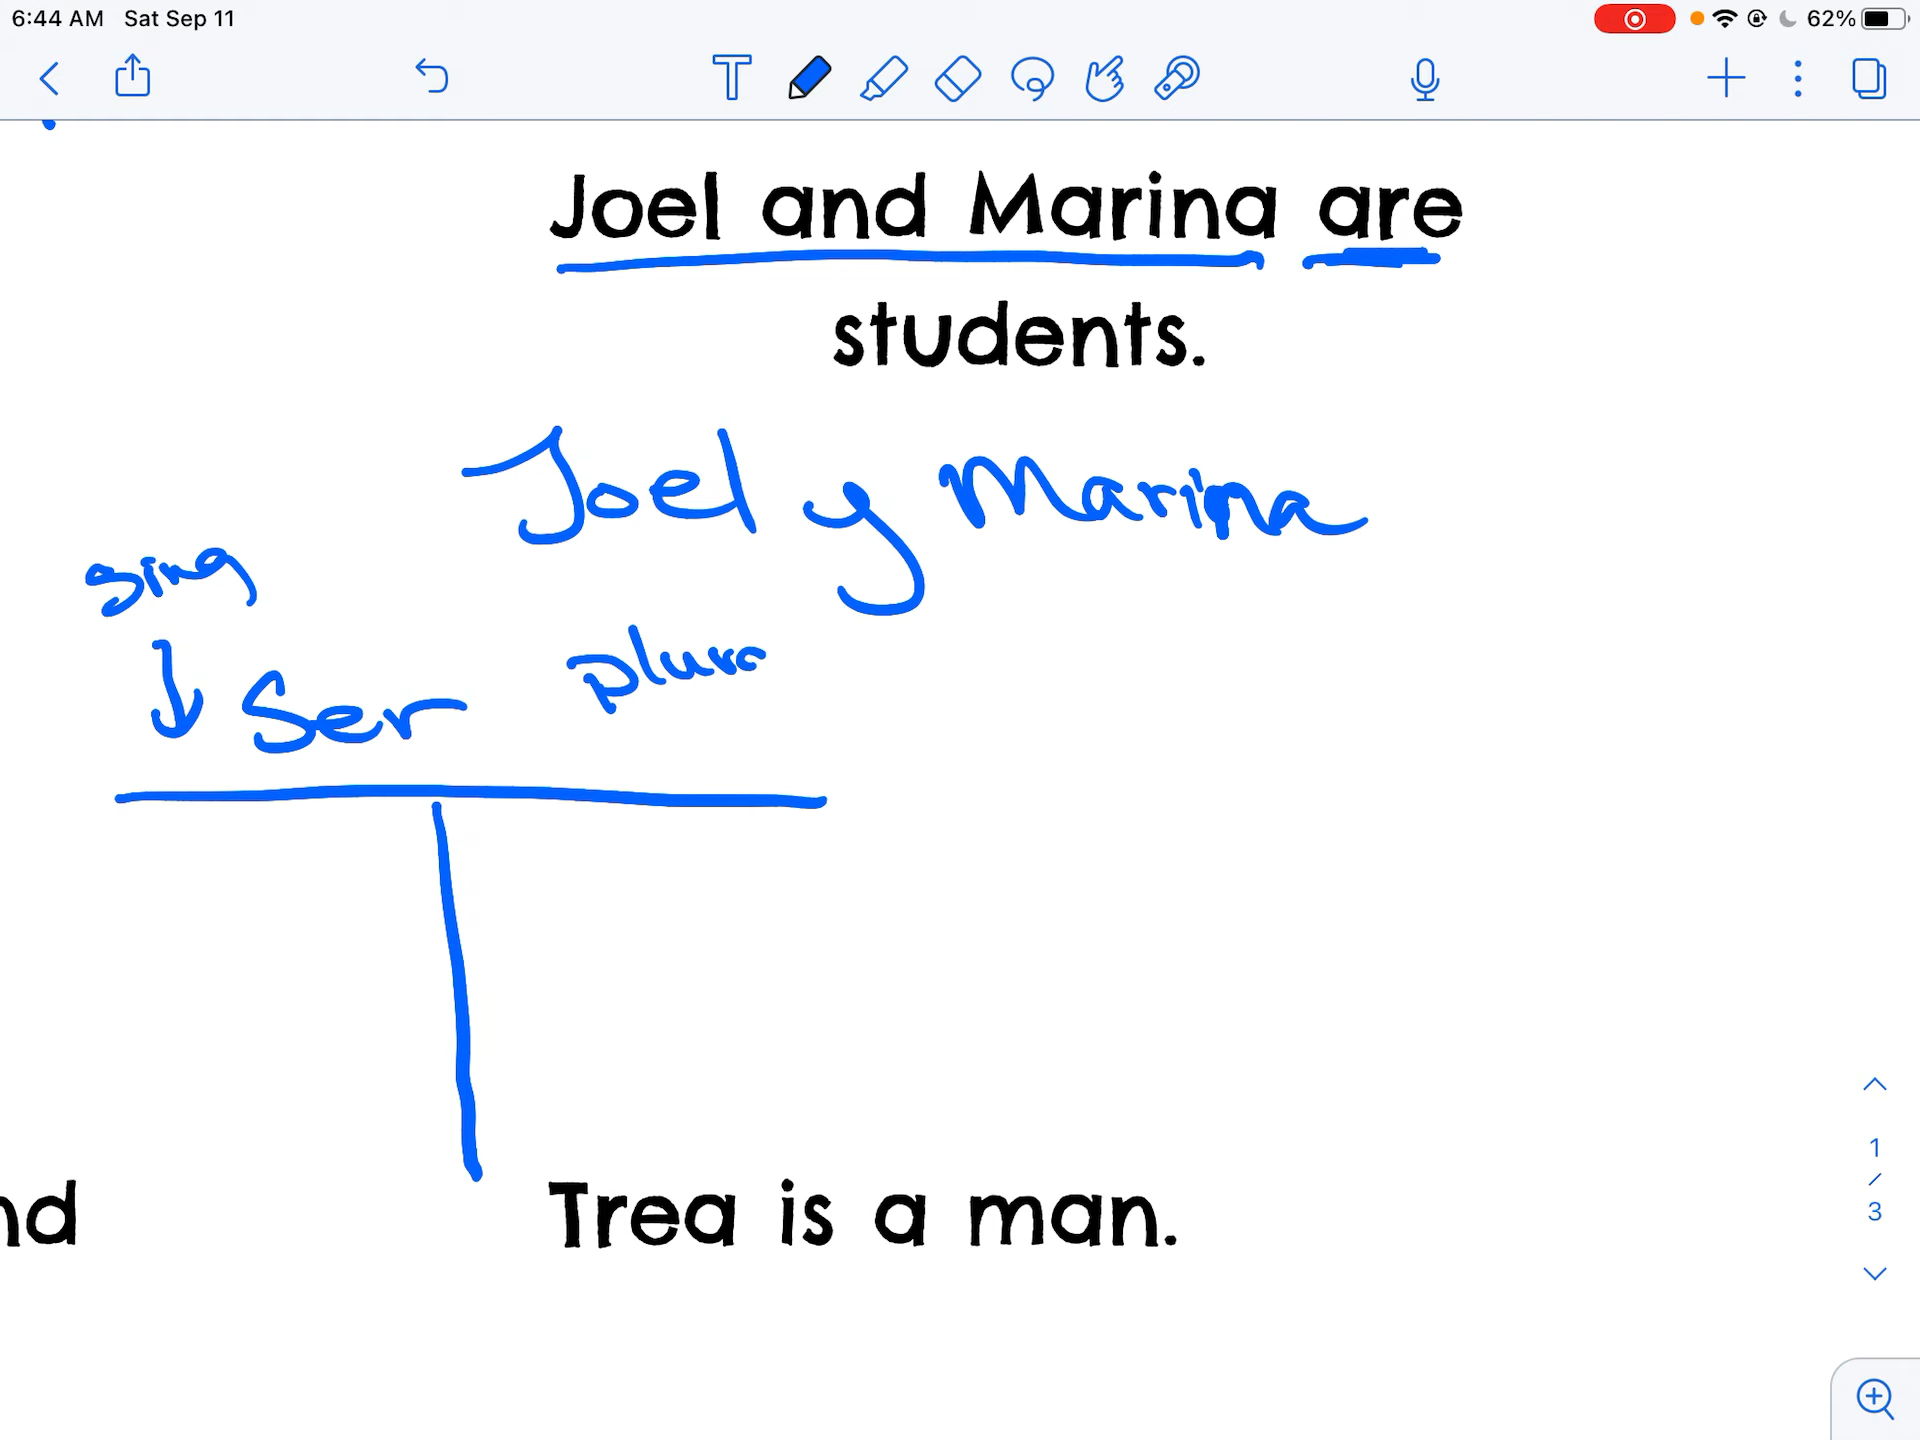 6:44 AM Sat Sep 11
62%
T
Joel and Marina are
students.
Joel y Marina
sing
plura
Ser
1
/
3
nd
Trea is a man.